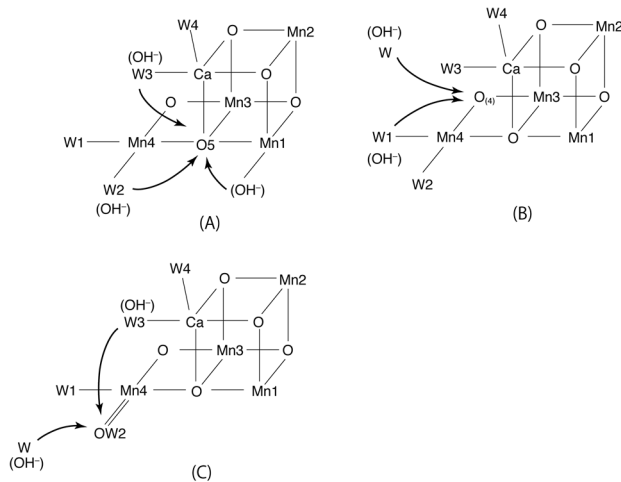 W4 O Mn2
(OH⁻)
W3 Ca O
O Mn3 O
W1 Mn4 O5 Mn1
W2 (OH⁻)
(OH⁻)
(A)
(OH⁻) W4 O Mn2
W
W3 Ca O
O(4) Mn3 O
W1 Mn4 O Mn1
(OH⁻)
W2
(B)
W4 O Mn2
(OH⁻)
W3 Ca O
O Mn3 O
W1 Mn4 O Mn1
OW2
W
(OH⁻)
(C)